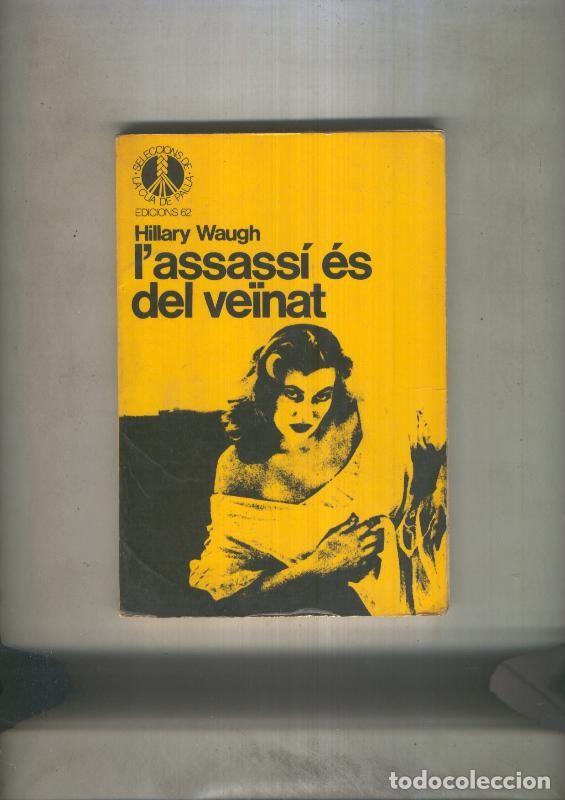 SELECCIONS DE
LA CUA DE PALLA
EDICIONS 62
Hillary Waugh
l'assassí és
del veïnat
todocoleccion